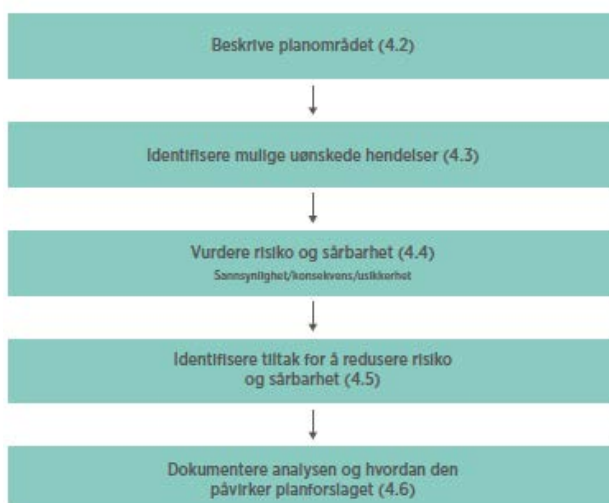 Beskrive planområdet (4.2)
Identifisere mulige uønskede hendelser (4.3)
Vurdere risiko og sårbarhet (4.4)
Sannsynlighet/konsekvens/usikkerhet
Identifisere tiltak for å redusere risiko
og sårbarhet (4.5)
Dokumentere analysen og hvordan den
påvirker planforslaget (4.6)